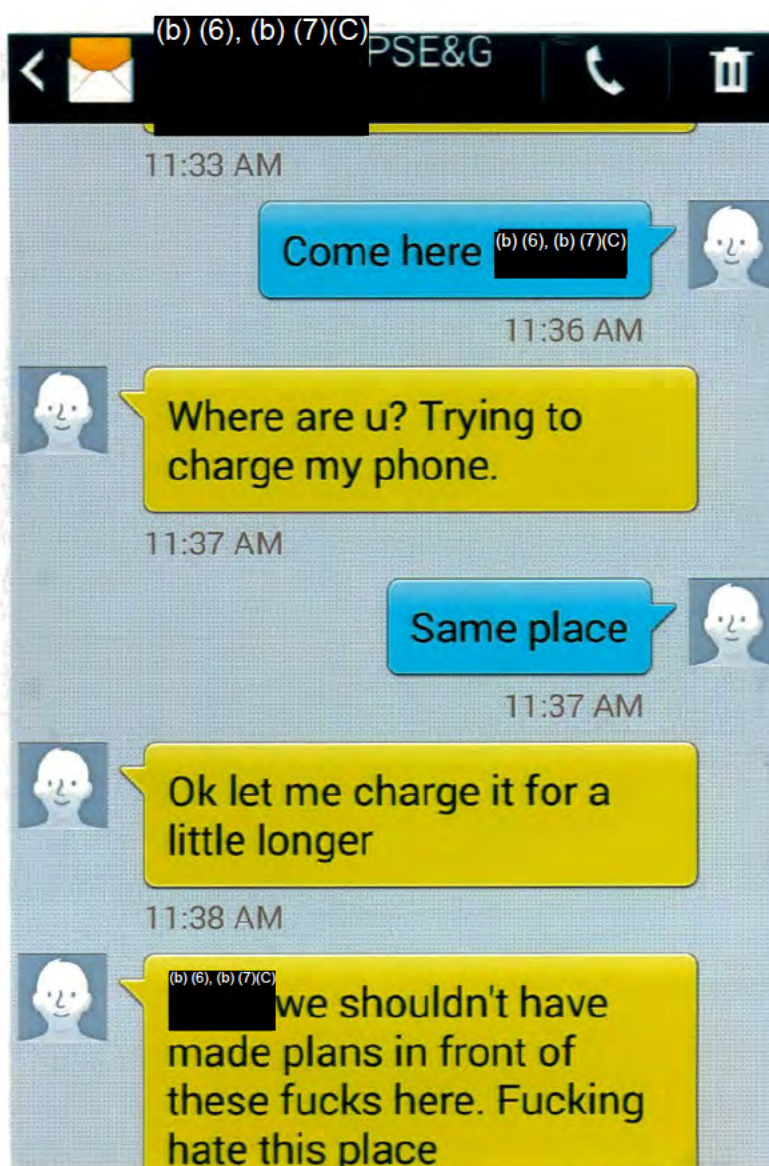 (b) (6), (b) (7)(C)
PSE&G
11:33 AM
Come here (b) (6), (b) (7)(C)
11:36 AM
Where are u? Trying to
charge my phone.
11:37 AM
Same place
11:37 AM
Ok let me charge it for a
little longer
11:38 AM
(b) (6), (b) (7)(C)
we shouldn't have
made plans in front of
these fucks here. Fucking
hate this place